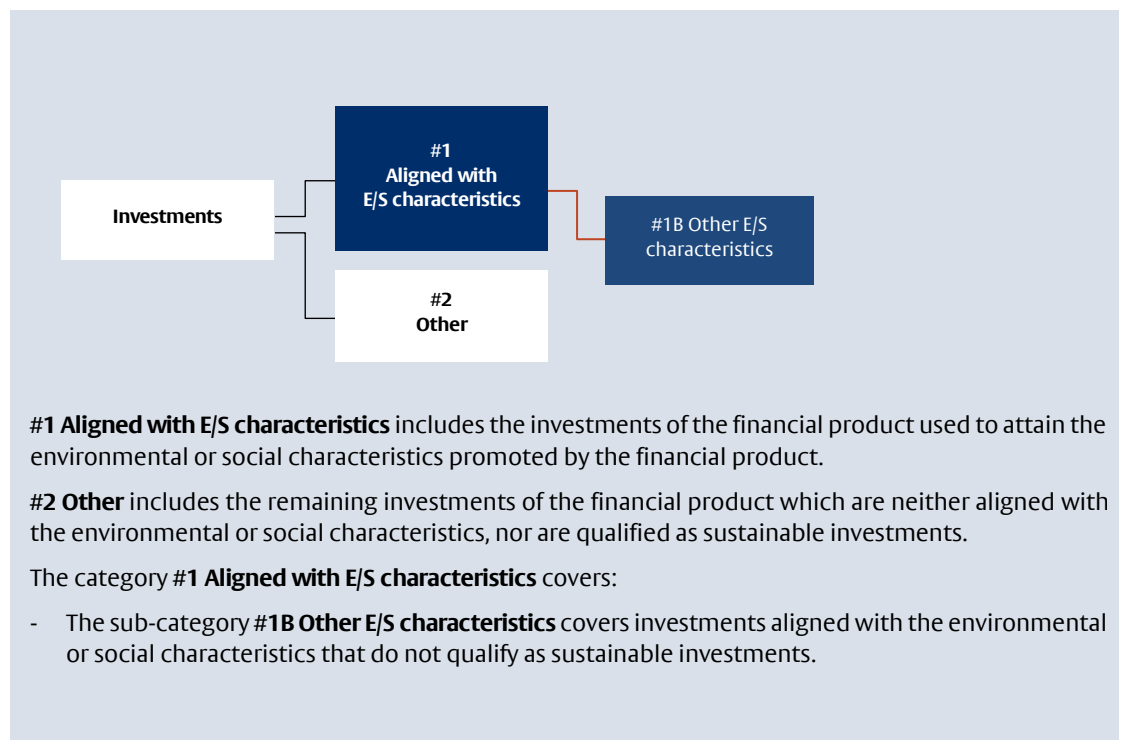 #1
Aligned with
E/S characteristics
Investments
#1B Other E/S
characteristics
#2
Other
#1 Aligned with E/S characteristics includes the investments of the financial product used to attain the
environmental or social characteristics promoted by the financial product.
#2 Other includes the remaining investments of the financial product which are neither aligned with
the environmental or social characteristics, nor are qualified as sustainable investments.
The category #1 Aligned with E/S characteristics covers:
- The sub-category #1B Other E/S characteristics covers investments aligned with the environmental
or social characteristics that do not qualify as sustainable investments.